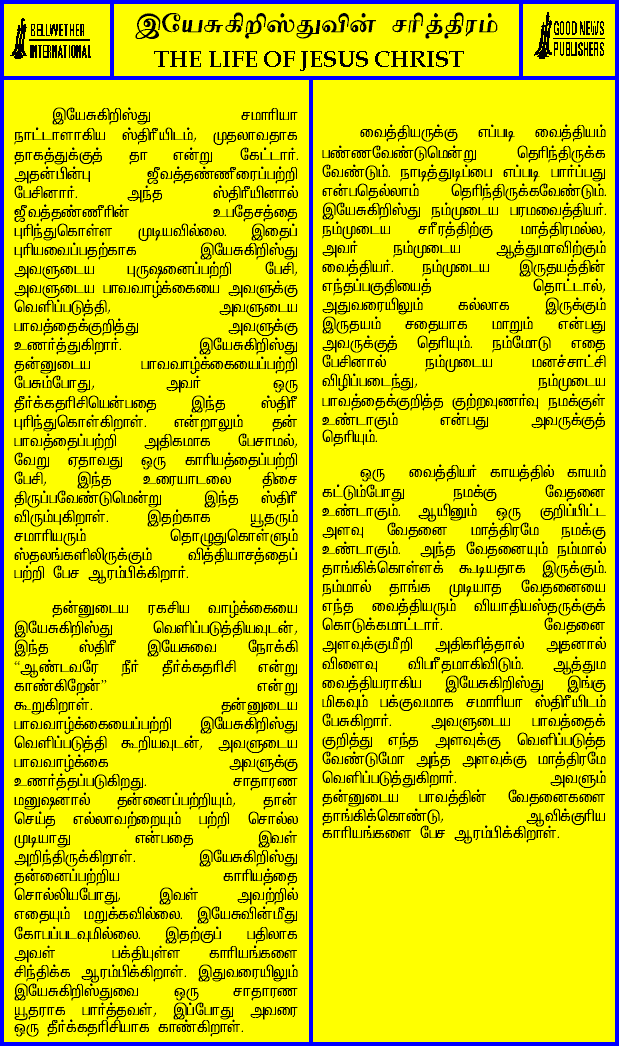 BELLWETHER
INTERNATIONAL
இயேசுகிறிஸ்துவின் சரித்திரம்
THE LIFE OF JESUS CHRIST
GOOD NEWS
PUBLISHERS
இயேசுகிறிஸ்து சமாரியா
நாட்டாளாகிய ஸ்திரீயிடம், முதலாவதாக
தாகத்துக்குத் தா என்று கேட்டார்.
அதன்பின்பு ஜீவத்தண்ணீரைப்பற்றி
பேசினார். அந்த ஸ்திரீயினால்
ஜீவத்தண்ணீரின் உபதேசத்தை
புரிந்துகொள்ள முடியவில்லை. இதைப்
புரியவைப்பதற்காக இயேசுகிறிஸ்து
அவளுடைய புருஷனைப்பற்றி பேசி,
அவளுடைய பாவவாழ்க்கையை அவளுக்கு
வெளிப்படுத்தி, அவளுடைய
பாவத்தைக்குறித்து அவளுக்கு
உணர்த்துகிறார். இயேசுகிறிஸ்து
தன்னுடைய பாவவாழ்க்கையைப்பற்றி
பேசும்போது, அவர் ஒரு
தீர்க்கதரிசியென்பதை இந்த ஸ்திரீ
புரிந்துகொள்கிறாள். என்றாலும் தன்
பாவத்தைப்பற்றி அதிகமாக பேசாமல்,
வேறு ஏதாவது ஒரு காரியத்தைப்பற்றி
பேசி, இந்த உரையாடலை திசை
திருப்பவேண்டுமென்று இந்த ஸ்திரீ
விரும்புகிறாள். இதற்காக யூதரும்
சமாரியரும் தொழுதுகொள்ளும்
ஸ்தலங்களிலிருக்கும் வித்தியாசத்தைப்
பற்றி பேச ஆரம்பிக்கிறார்.
தன்னுடைய ரகசிய வாழ்க்கையை
இயேசுகிறிஸ்து வெளிப்படுத்தியவுடன்,
இந்த ஸ்திரீ இயேசுவை நோக்கி
“ஆண்டவரே நீர் தீர்க்கதரிசி என்று
காண்கிறேன்” என்று
கூறுகிறாள். தன்னுடைய
பாவவாழ்க்கையைப்பற்றி இயேசுகிறிஸ்து
வெளிப்படுத்தி கூறியவுடன், அவளுடைய
பாவவாழ்க்கை அவளுக்கு
உணர்த்தப்படுகிறது. சாதாரண
மனுஷனால் தன்னைப்பற்றியும், தான்
செய்த எல்லாவற்றையும் பற்றி சொல்ல
முடியாது என்பதை இவள்
அறிந்திருக்கிறாள். இயேசுகிறிஸ்து
தன்னைப்பற்றிய காரியத்தை
சொல்லியபோது, இவள் அவற்றில்
எதையும் மறுக்கவில்லை. இயேசுவின்மீது
கோபப்படவுமில்லை. இதற்குப் பதிலாக
அவள் பக்தியுள்ள காரியங்களை
சிந்திக்க ஆரம்பிக்கிறாள். இதுவரையிலும்
இயேசுகிறிஸ்துவை ஒரு சாதாரண
யூதராக பார்த்தவள், இப்போது அவரை
ஒரு தீர்க்கதரிசியாக காண்கிறாள்.
வைத்தியருக்கு எப்படி வைத்தியம்
பண்ணவேண்டுமென்று தெரிந்திருக்க
வேண்டும். நாடித்துடிப்பை எப்படி பார்ப்பது
என்பதெல்லாம் தெரிந்திருக்கவேண்டும்.
இயேசுகிறிஸ்து நம்முடைய பரமவைத்தியர்.
நம்முடைய சரீரத்திற்கு மாத்திரமல்ல,
அவர் நம்முடைய ஆத்துமாவிற்கும்
வைத்தியர். நம்முடைய இருதயத்தின்
எந்தப்பகுதியைத் தொட்டால்,
அதுவரையிலும் கல்லாக இருக்கும்
இருதயம் சதையாக மாறும் என்பது
அவருக்குத் தெரியும். நம்மோடு எதை
பேசினால் நம்முடைய மனச்சாட்சி
விழிப்படைந்து, நம்முடைய
பாவத்தைக்குறித்த குற்றவுணர்வு நமக்குள்
உண்டாகும் என்பது அவருக்குத்
தெரியும்.
ஒரு வைத்தியர் காயத்தில் காயம்
கட்டும்போது நமக்கு வேதனை
உண்டாகும். ஆயினும் ஒரு குறிப்பிட்ட
அளவு வேதனை மாத்திரமே நமக்கு
உண்டாகும். அந்த வேதனையும் நம்மால்
தாங்கிக்கொள்ளக் கூடியதாக இருக்கும்.
நம்மால் தாங்க முடியாத வேதனையை
எந்த வைத்தியரும் வியாதியஸ்தருக்குக்
கொடுக்கமாட்டார். வேதனை
அளவுக்குமீறி அதிகரித்தால் அதனால்
விளைவு விபரீதமாகிவிடும். ஆத்தும
வைத்தியராகிய இயேசுகிறிஸ்து இங்கு
மிகவும் பக்குவமாக சமாரியா ஸ்திரீயிடம்
பேசுகிறார். அவளுடைய பாவத்தைக்
குறித்து எந்த அளவுக்கு வெளிப்படுத்த
வேண்டுமோ அந்த அளவுக்கு மாத்திரமே
வெளிப்படுத்துகிறார். அவளும்
தன்னுடைய பாவத்தின் வேதனைகளை
தாங்கிக்கொண்டு, ஆவிக்குரிய
காரியங்களை பேச ஆரம்பிக்கிறாள்.